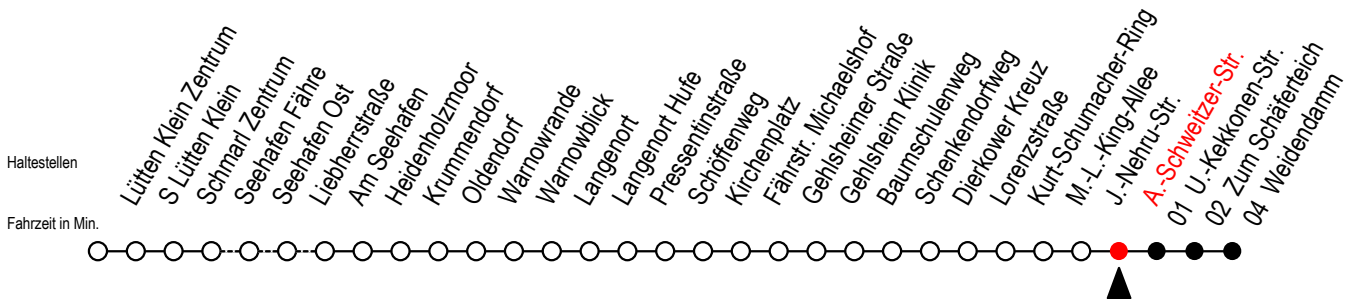 Haltestellen
Fahrzeit in Min.
Lütten Klein Zentrum
S Lütten Klein
Schmarl Zentrum
Seehafen Fähre
Seehafen Ost
Liebherrstraße
Am Seehafen
Heidenholzmoor
Krummendorf
Oldendorf
Warnowrande
Warnowblick
Langenort
Langenort Hufe
Pressentinstraße
Schöffenweg
Kirchenplatz
Fährstr. Michaelshof
Gehlsheimer Straße
Gehlsheim Klinik
Baumschulenweg
Schenkendorfweg
Dierkower Kreuz
Lorenzstraße
Kurt-Schumacher-Ring
M.-L.-King-Allee
J.-Nehru-Str.
A.-Schweitzer-Str.
01 U.-Kekkonen-Str.
02 Zum Schäferteich
04 Weidendamm